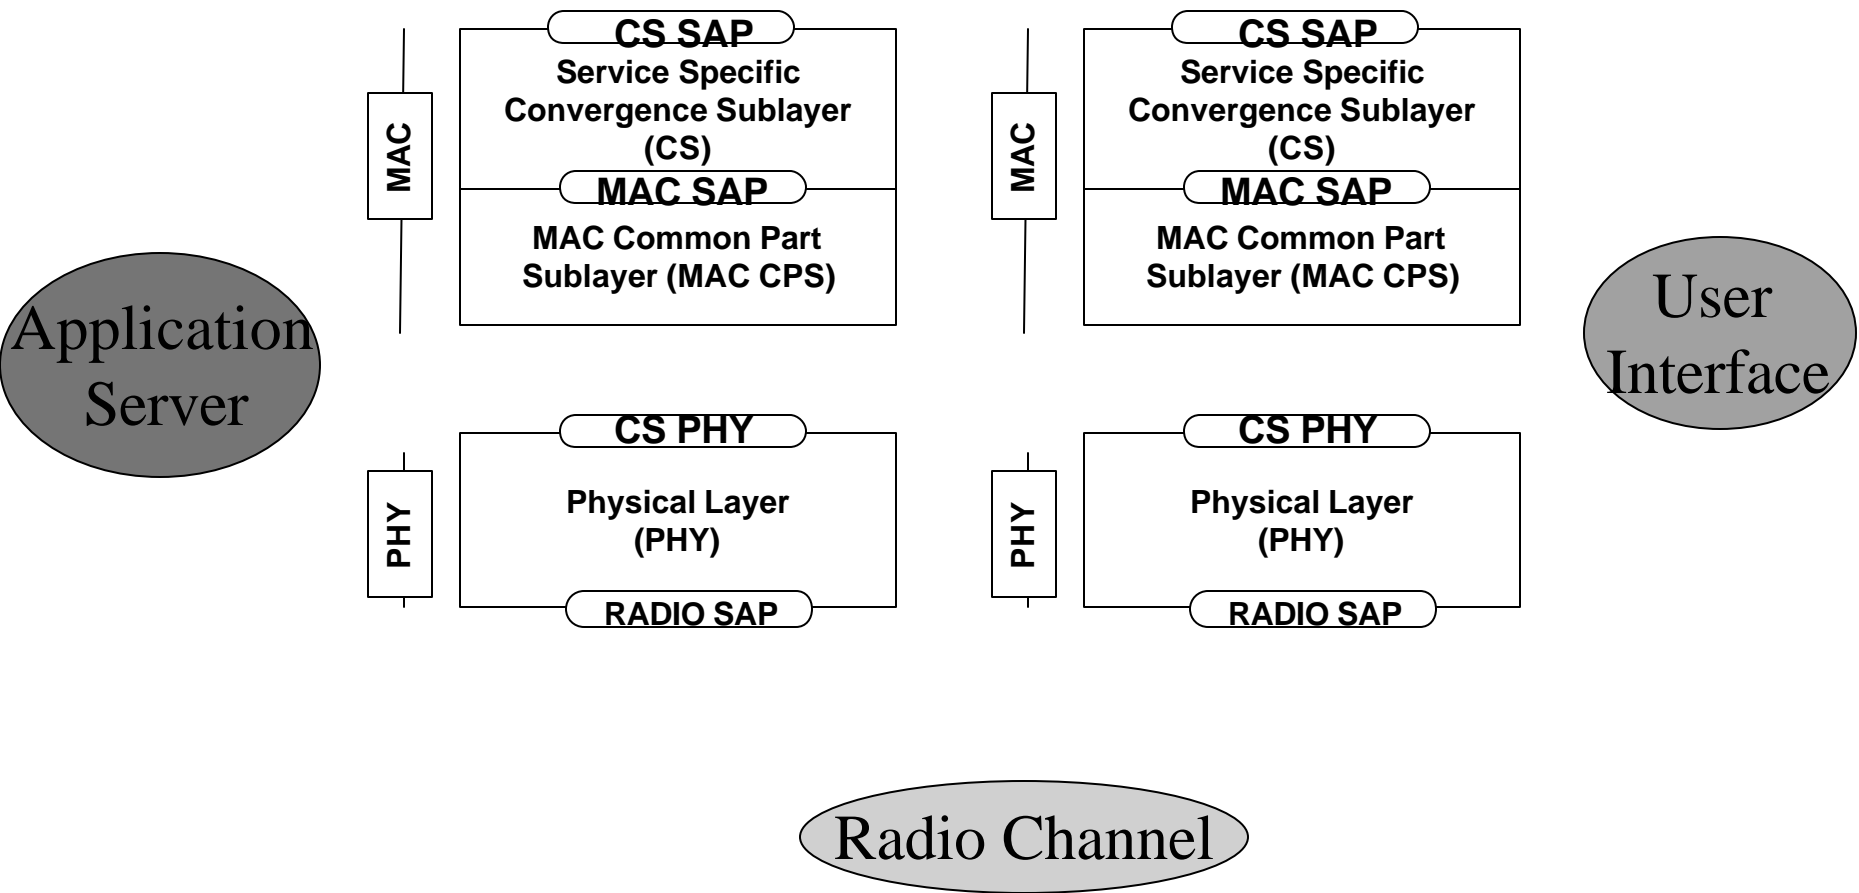 CS SAP
Service Specific
Convergence Sublayer
(CS)
MAC
MAC SAP
MAC Common Part
Sublayer (MAC CPS)
CS SAP
Service Specific
Convergence Sublayer
(CS)
MAC
MAC SAP
MAC Common Part
Sublayer (MAC CPS)
Application
Server
User
Interface
CS PHY
PHY
Physical Layer
(PHY)
RADIO SAP
CS PHY
PHY
Physical Layer
(PHY)
RADIO SAP
Radio Channel